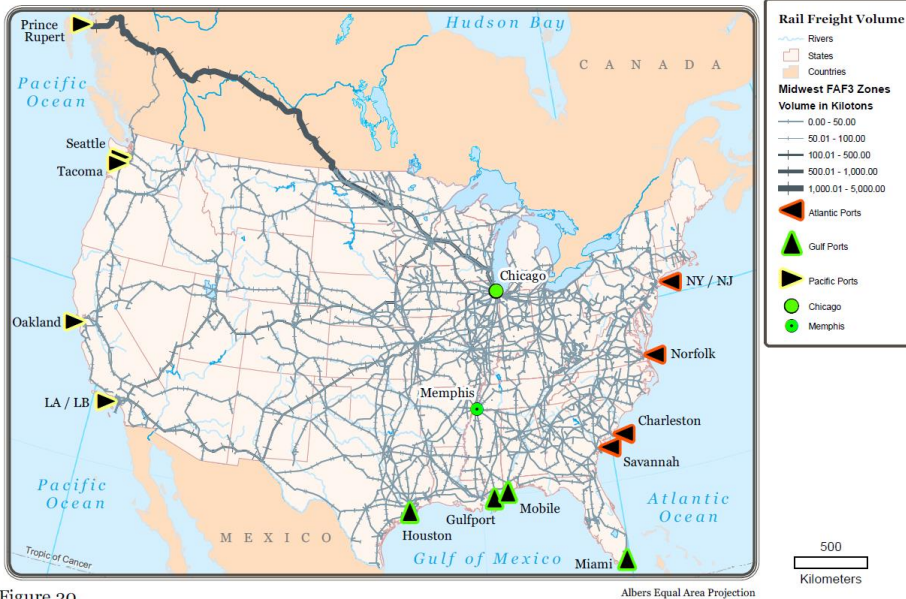 Prince
Rupert
Hudson Bay
C A N A D A
Pacific
Ocean
Seattle
Tacoma
Chicago
NY / NJ
Oakland
Norfolk
LA / LB
Memphis
Charleston
Savannah
Pacific
Ocean
Atlantic
Ocean
Mobile
Gulfport
Houston
M E X I C O
Gulf of Mexico
Miami
Tropic of Cancer
Rail Freight Volume
Rivers
States
Countries
Midwest FAF3 Zones
Volume in Kilotons
0.00 - 50.00
50.01 - 100.00
100.01 - 500.00
500.01 - 1,000.00
1,000.01 - 5,000.00
Atlantic Ports
Gulf Ports
Pacific Ports
Chicago
Memphis
500
Kilometers
Albers Equal Area Projection